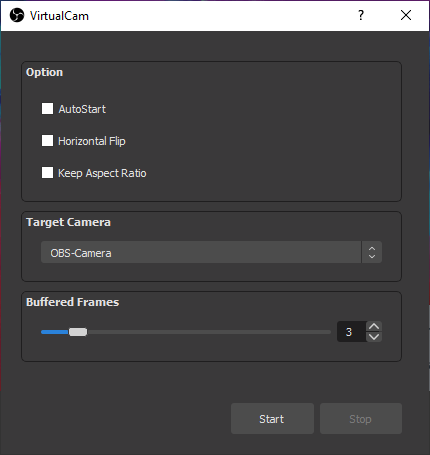 VirtualCam
?
Option
AutoStart
Horizontal Flip
Keep Aspect Ratio
Target Camera
OBS-Camera
Buffered Frames
3
Start Stop